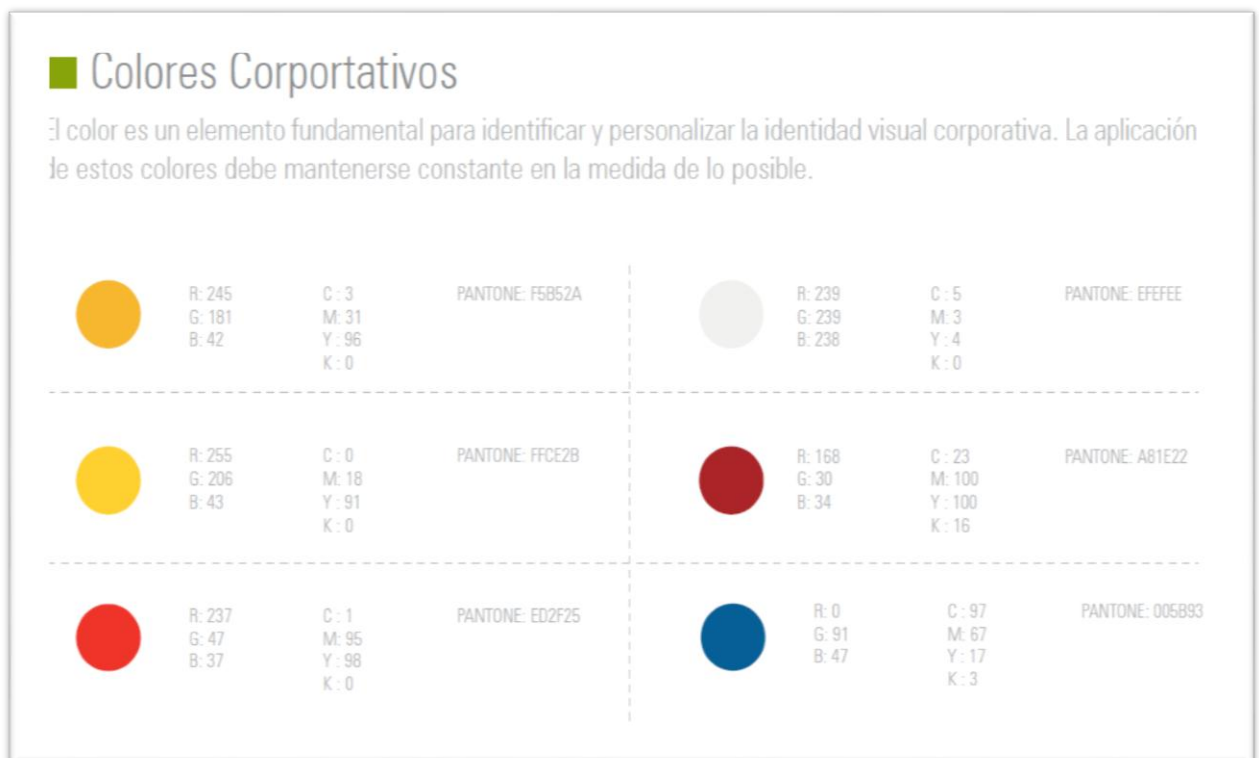 Colores Corportativos
El color es un elemento fundamental para identificar y personalizar la identidad visual corporativa. La aplicación
de estos colores debe mantenerse constante en la medida de lo posible.
R: 245 C : 3 PANTONE: F5B52A
G: 181 M: 31
B: 42 Y : 96
K : 0
R: 239 C : 5 PANTONE: EFEFEE
G: 239 M: 3
B: 238 Y : 4
K : 0
R: 255 C : 0 PANTONE: FFCE2B
G: 206 M: 18
B: 43 Y : 91
K : 0
R: 168 C : 23 PANTONE: A81E22
G: 30 M: 100
B: 34 Y : 100
K : 16
R: 237 C : 1 PANTONE: ED2F25
G: 47 M: 95
B: 37 Y : 98
K : 0
R: 0 C : 97 PANTONE: 005B93
G: 91 M: 67
B: 47 Y : 17
K : 3